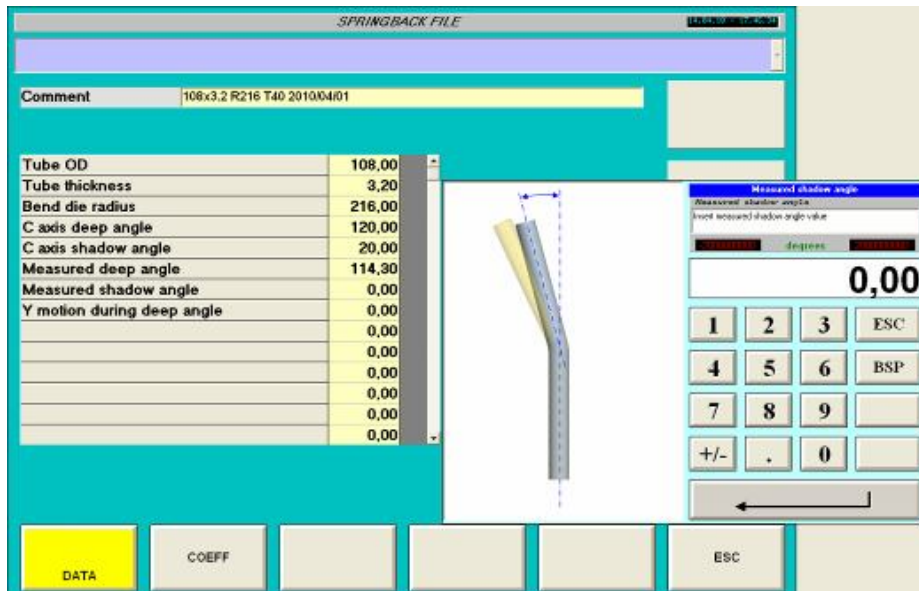 SPRINGBACK FILE
Comment 108x3.2 R216 T40 2010/04/01
Tube OD 108,00
Tube thickness 3,20
Bend die radius 216,00
C axis deep angle 120,00
C axis shadow angle 20,00
Measured deep angle 114,30
Measured shadow angle 0,00
Y motion during deep angle 0,00
0,00
0,00
0,00
0,00
0,00
0,00
Measured shadow angle
Measured shadow angle
Insert measured shadow angle value
degrees
0,00
1 2 3 ESC
4 5 6 BSP
7 8 9
+/- . 0
DATA COEFF ESC